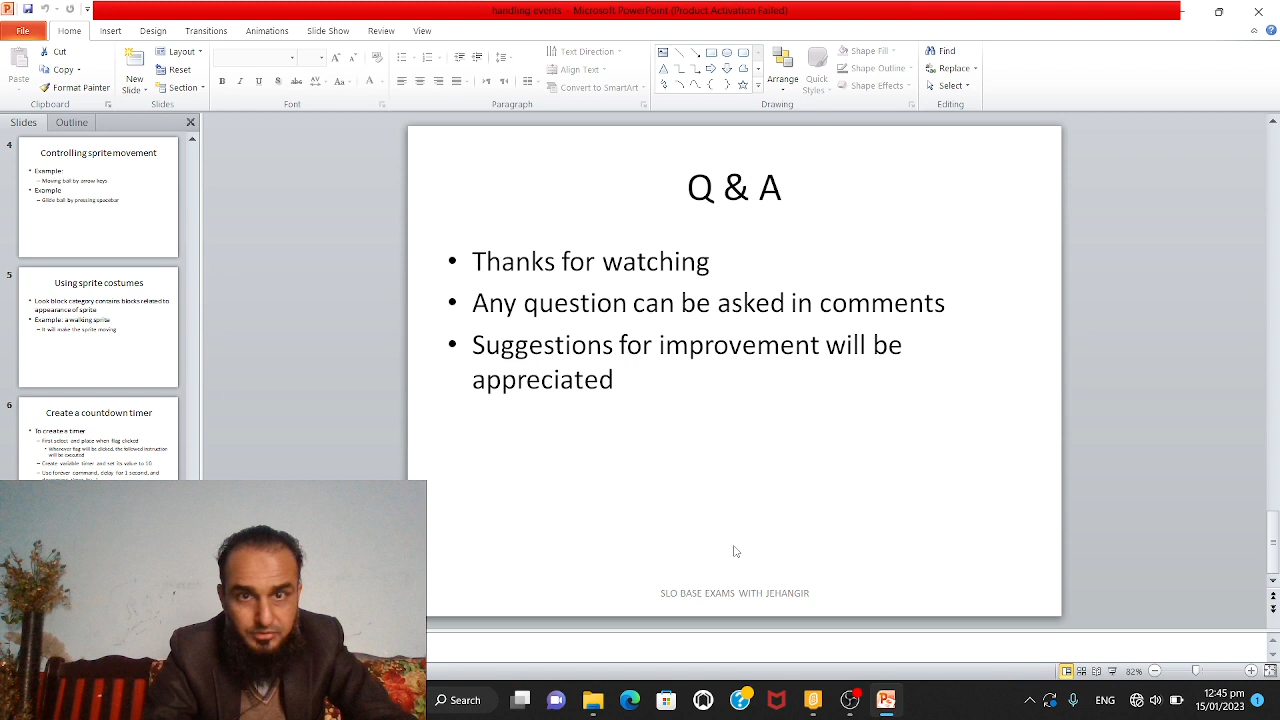 handling events - Microsoft PowerPoint (Product Activation Failed)
File Home Insert Design Transitions Animations Slide Show Review View
Paste
Cut
Copy
Format Painter
Clipboard
New
Slide
Layout
Reset
Section
Slides
Font
Text Direction
Align Text
Convert to SmartArt
Paragraph
Arrange
Quick
Styles
Shape Fill
Shape Outline
Shape Effects
Drawing
Find
Replace
Select
Editing
Slides Outline
4
Controlling sprite movement
• Example:
– Moving ball by arrow keys
• Example
– Glide ball by pressing spacebar
5
Using sprite costumes
• Look block category contains blocks related to
appearance of sprite
• Example: a walking sprite
– It will make the sprite moving
6
Create a countdown timer
• To create a timer
– First select and place when flag clicked
• Whenever flag will be clicked, the following instruction
will be executed
– Create variable timer and set its value to 10
– Use forever command, delay for 1 second, and
Q & A
• Thanks for watching
• Any question can be asked in comments
• Suggestions for improvement will be
appreciated
SLO BASE EXAMS WITH JEHANGIR
82%
Search
ENG
12:45 pm
15/01/2023
1